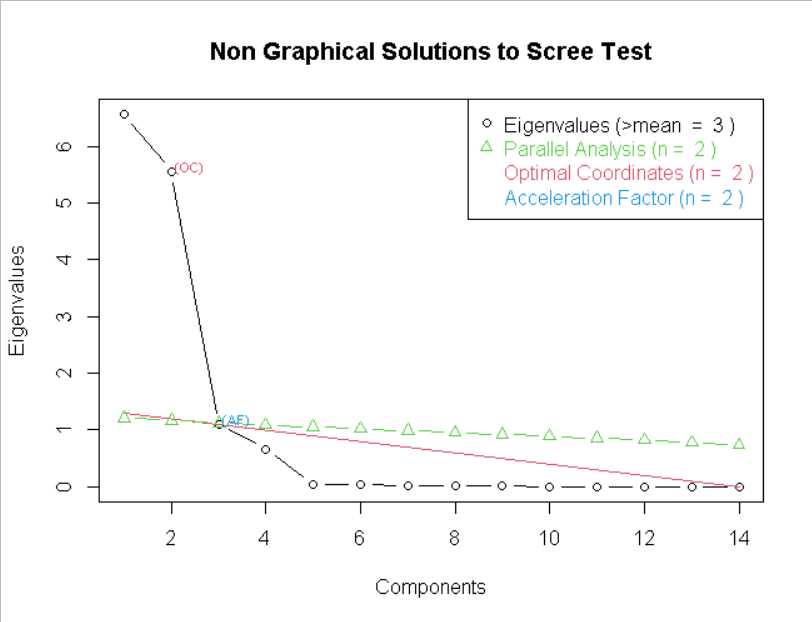 Non Graphical Solutions to Scree Test
Eigenvalues (>mean = 3 )
Parallel Analysis (n = 2 )
Optimal Coordinates (n = 2 )
Acceleration Factor (n = 2 )
(OC)
(AF)
Eigenvalues
6
5
4
3
2
1
0
2 4 6 8 10 12 14
Components